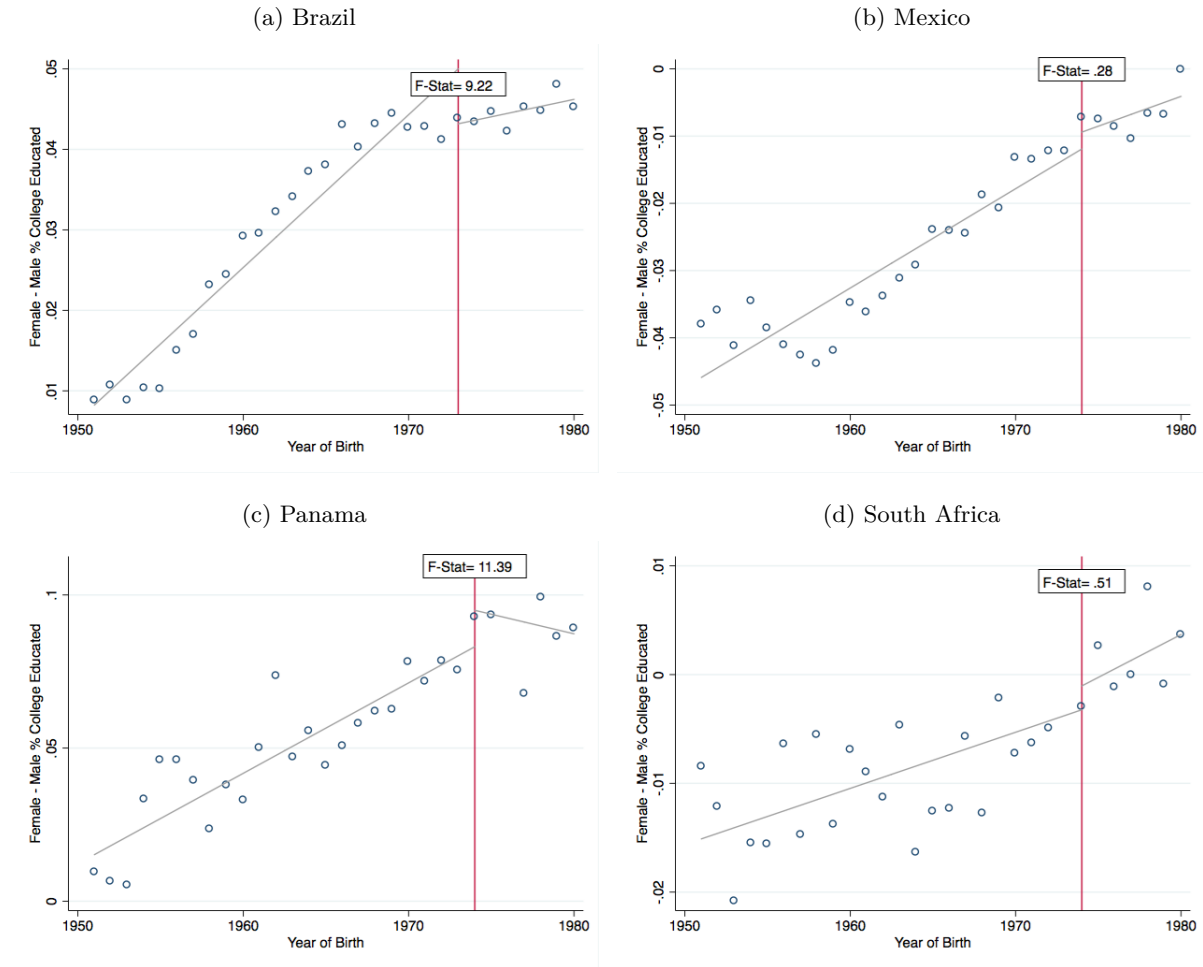 (a) Brazil
Female - Male % College Educated
.05
.04
.03
.02
.01
F-Stat= 9.22
1950 1960 1970 1980
Year of Birth
(b) Mexico
Female - Male % College Educated
0
-.01
-.02
-.03
-.04
-.05
F-Stat= .28
1950 1960 1970 1980
Year of Birth
(c) Panama
Female - Male % College Educated
.1
.05
0
F-Stat= 11.39
1950 1960 1970 1980
Year of Birth
(d) South Africa
Female - Male % College Educated
.01
0
-.01
-.02
F-Stat= .51
1950 1960 1970 1980
Year of Birth